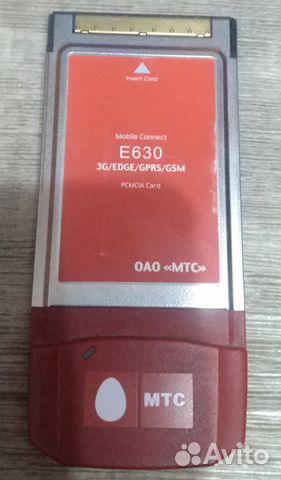 Insert Card
Mobile Connect
E630
3G/EDGE/GPRS/GSM
PCMCIA Card
ОАО «МТС»
МТС
Avito